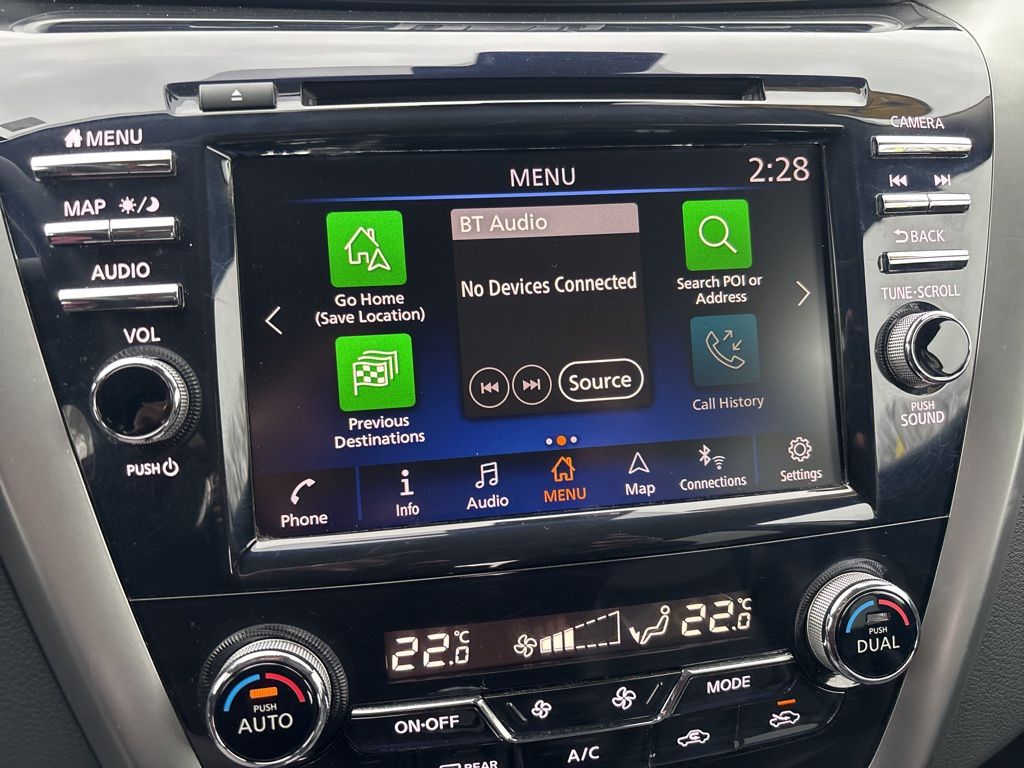 MENU
CAMERA
MENU
2:28
MAP
BT Audio
BACK
AUDIO
No Devices Connected
Go Home
(Save Location)
Search POI or
Address
TUNE·SCROLL
VOL
Source
Previous
Destinations
Call History
PUSH
SOUND
PUSH
Phone
Info
Audio
MENU
Map
Connections
Settings
22.0°C
22.0°C
PUSH
AUTO
PUSH
DUAL
ON·OFF
MODE
A/C
REAR